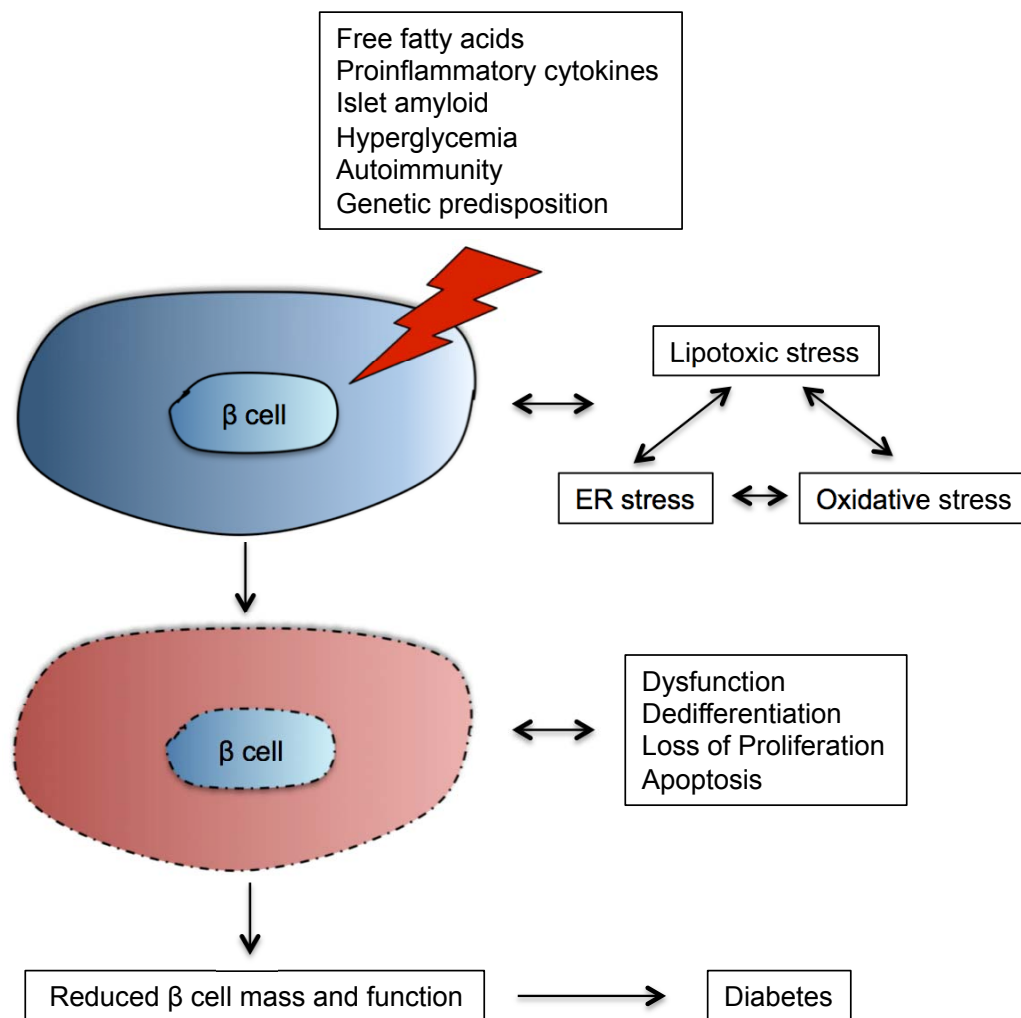 Free fatty acids
Proinflammatory cytokines
Islet amyloid
Hyperglycemia
Autoimmunity
Genetic predisposition
β cell
Lipotoxic stress
ER stress
Oxidative stress
β cell
Dysfunction
Dedifferentiation
Loss of Proliferation
Apoptosis
Reduced β cell mass and function
Diabetes